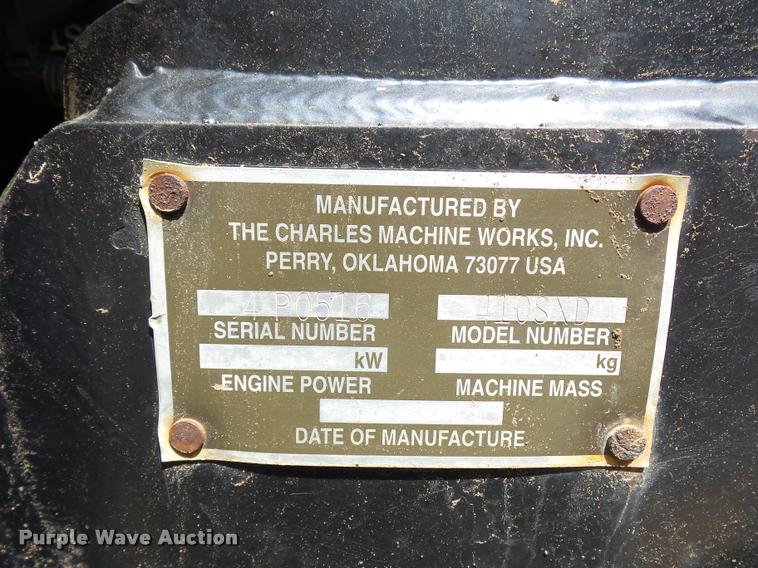 MANUFACTURED BY
THE CHARLES MACHINE WORKS, INC.
PERRY, OKLAHOMA 73077 USA
4P0516 410SXD
SERIAL NUMBER MODEL NUMBER
kW kg
ENGINE POWER MACHINE MASS
DATE OF MANUFACTURE
Purple Wave Auction